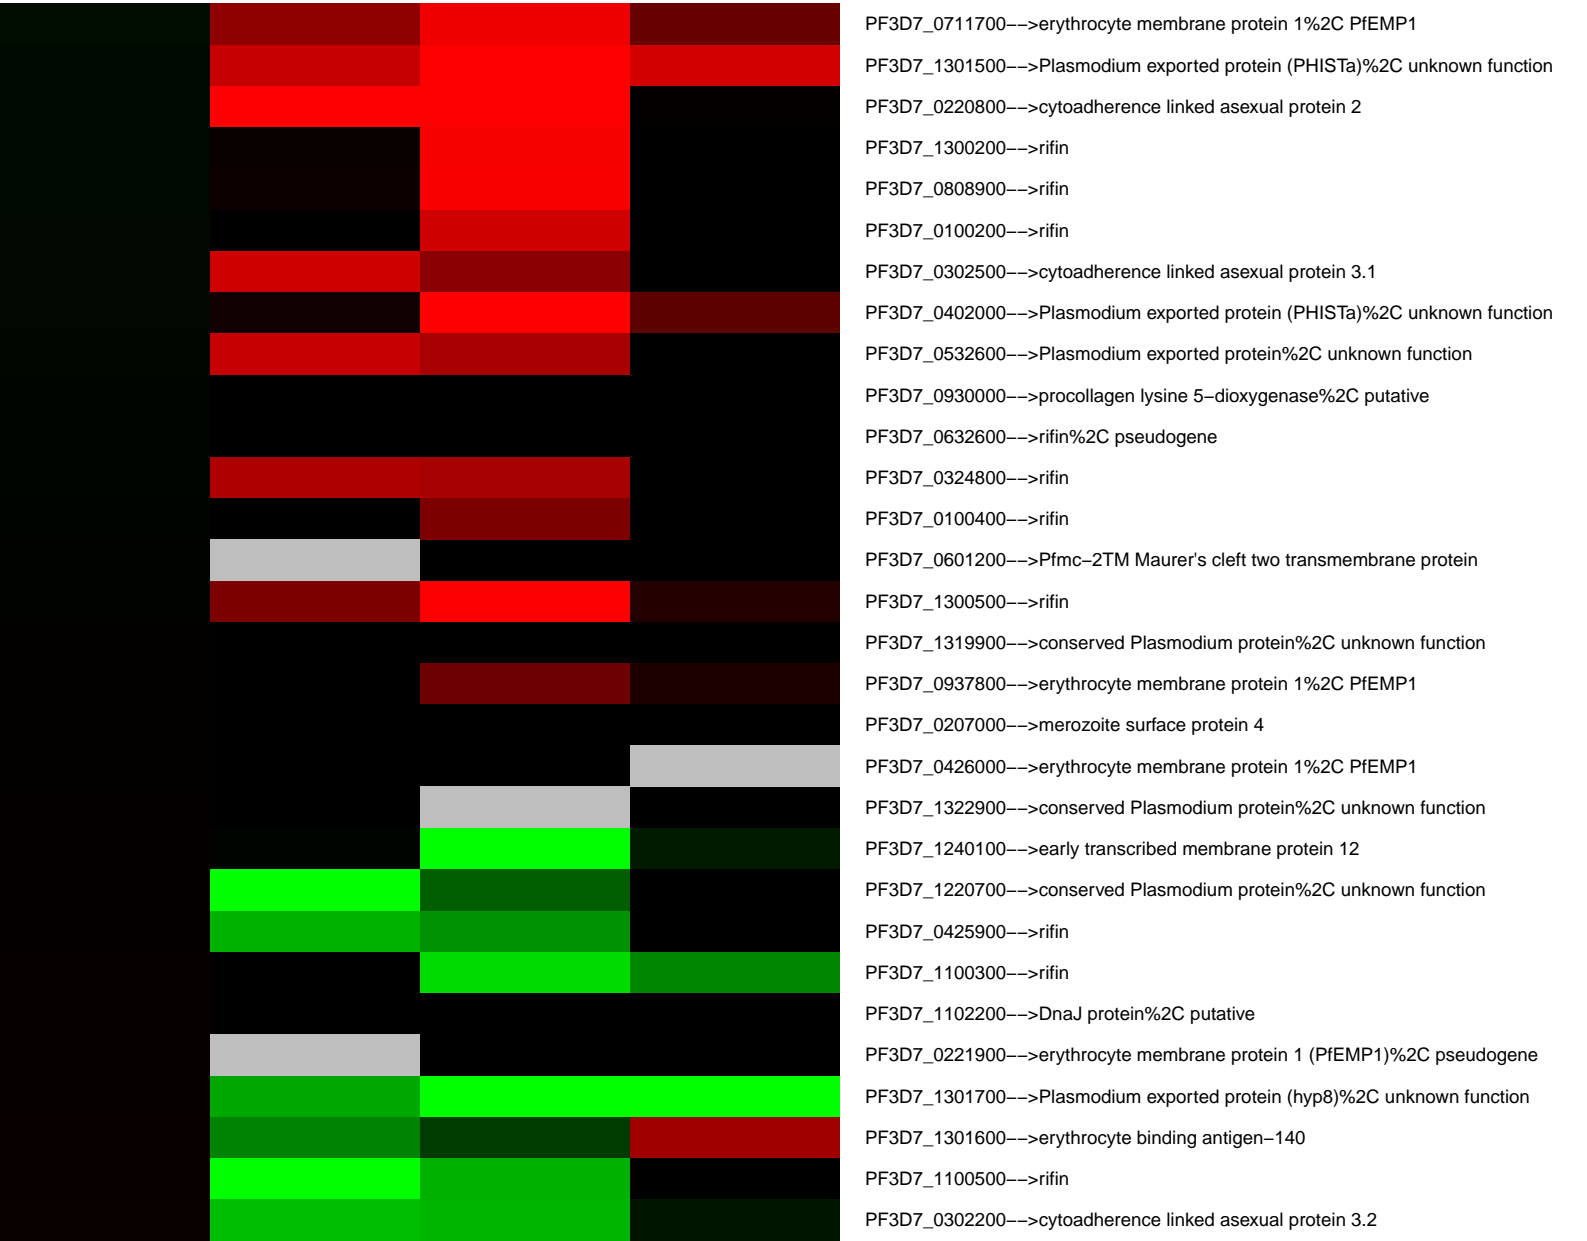 PF3D7_0711700−−>erythrocyte membrane protein 1%2C PfEMP1
PF3D7_1301500−−>Plasmodium exported protein (PHISTa)%2C unknown function
PF3D7_0220800−−>cytoadherence linked asexual protein 2
PF3D7_1300200−−>rifin
PF3D7_0808900−−>rifin
PF3D7_0100200−−>rifin
PF3D7_0302500−−>cytoadherence linked asexual protein 3.1
PF3D7_0402000−−>Plasmodium exported protein (PHISTa)%2C unknown function
PF3D7_0532600−−>Plasmodium exported protein%2C unknown function
PF3D7_0930000−−>procollagen lysine 5−dioxygenase%2C putative
PF3D7_0632600−−>rifin%2C pseudogene
PF3D7_0324800−−>rifin
PF3D7_0100400−−>rifin
PF3D7_0601200−−>Pfmc−2TM Maurer's cleft two transmembrane protein
PF3D7_1300500−−>rifin
PF3D7_1319900−−>conserved Plasmodium protein%2C unknown function
PF3D7_0937800−−>erythrocyte membrane protein 1%2C PfEMP1
PF3D7_0207000−−>merozoite surface protein 4
PF3D7_0426000−−>erythrocyte membrane protein 1%2C PfEMP1
PF3D7_1322900−−>conserved Plasmodium protein%2C unknown function
PF3D7_1240100−−>early transcribed membrane protein 12
PF3D7_1220700−−>conserved Plasmodium protein%2C unknown function
PF3D7_0425900−−>rifin
PF3D7_1100300−−>rifin
PF3D7_1102200−−>DnaJ protein%2C putative
PF3D7_0221900−−>erythrocyte membrane protein 1 (PfEMP1)%2C pseudogene
PF3D7_1301700−−>Plasmodium exported protein (hyp8)%2C unknown function
PF3D7_1301600−−>erythrocyte binding antigen−140
PF3D7_1100500−−>rifin
PF3D7_0302200−−>cytoadherence linked asexual protein 3.2